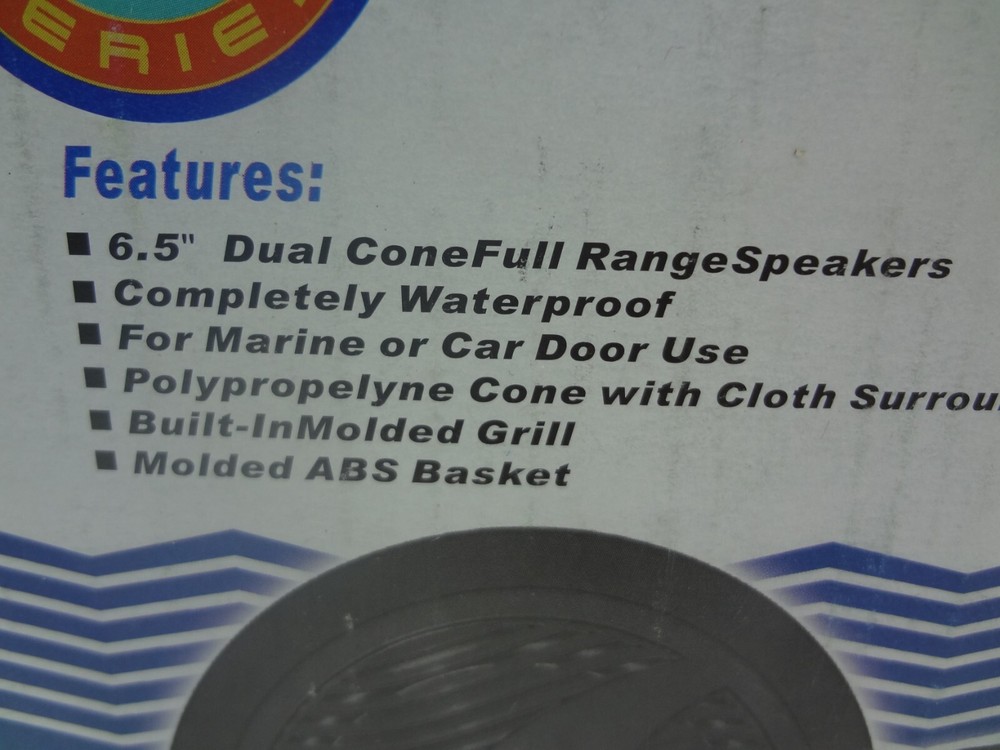 ERIE
Features:
■ 6.5" Dual ConeFull RangeSpeakers
■ Completely Waterproof
■ For Marine or Car Door Use
■ Polypropelyne Cone with Cloth Surrou
■ Built-InMolded Grill
■ Molded ABS Basket